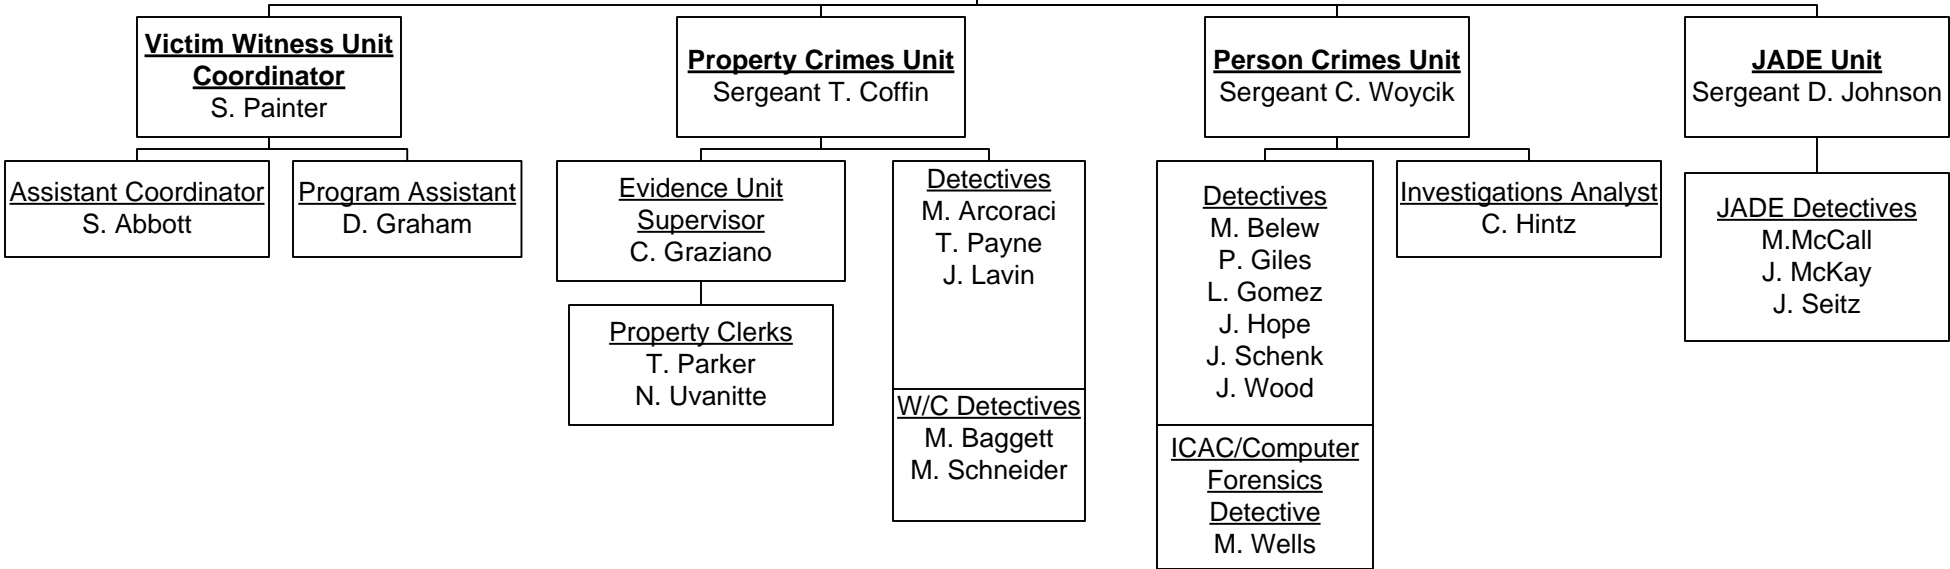 Victim Witness Unit
Coordinator
S. Painter
Property Crimes Unit
Sergeant T. Coffin
Person Crimes Unit
Sergeant C. Woycik
JADE Unit
Sergeant D. Johnson
Assistant Coordinator
S. Abbott
Program Assistant
D. Graham
Evidence Unit
Supervisor
C. Graziano
Property Clerks
T. Parker
N. Uvanitte
Detectives
M. Arcoraci
T. Payne
J. Lavin
W/C Detectives
M. Baggett
M. Schneider
Detectives
M. Belew
P. Giles
L. Gomez
J. Hope
J. Schenk
J. Wood
ICAC/Computer
Forensics
Detective
M. Wells
Investigations Analyst
C. Hintz
JADE Detectives
M.McCall
J. McKay
J. Seitz